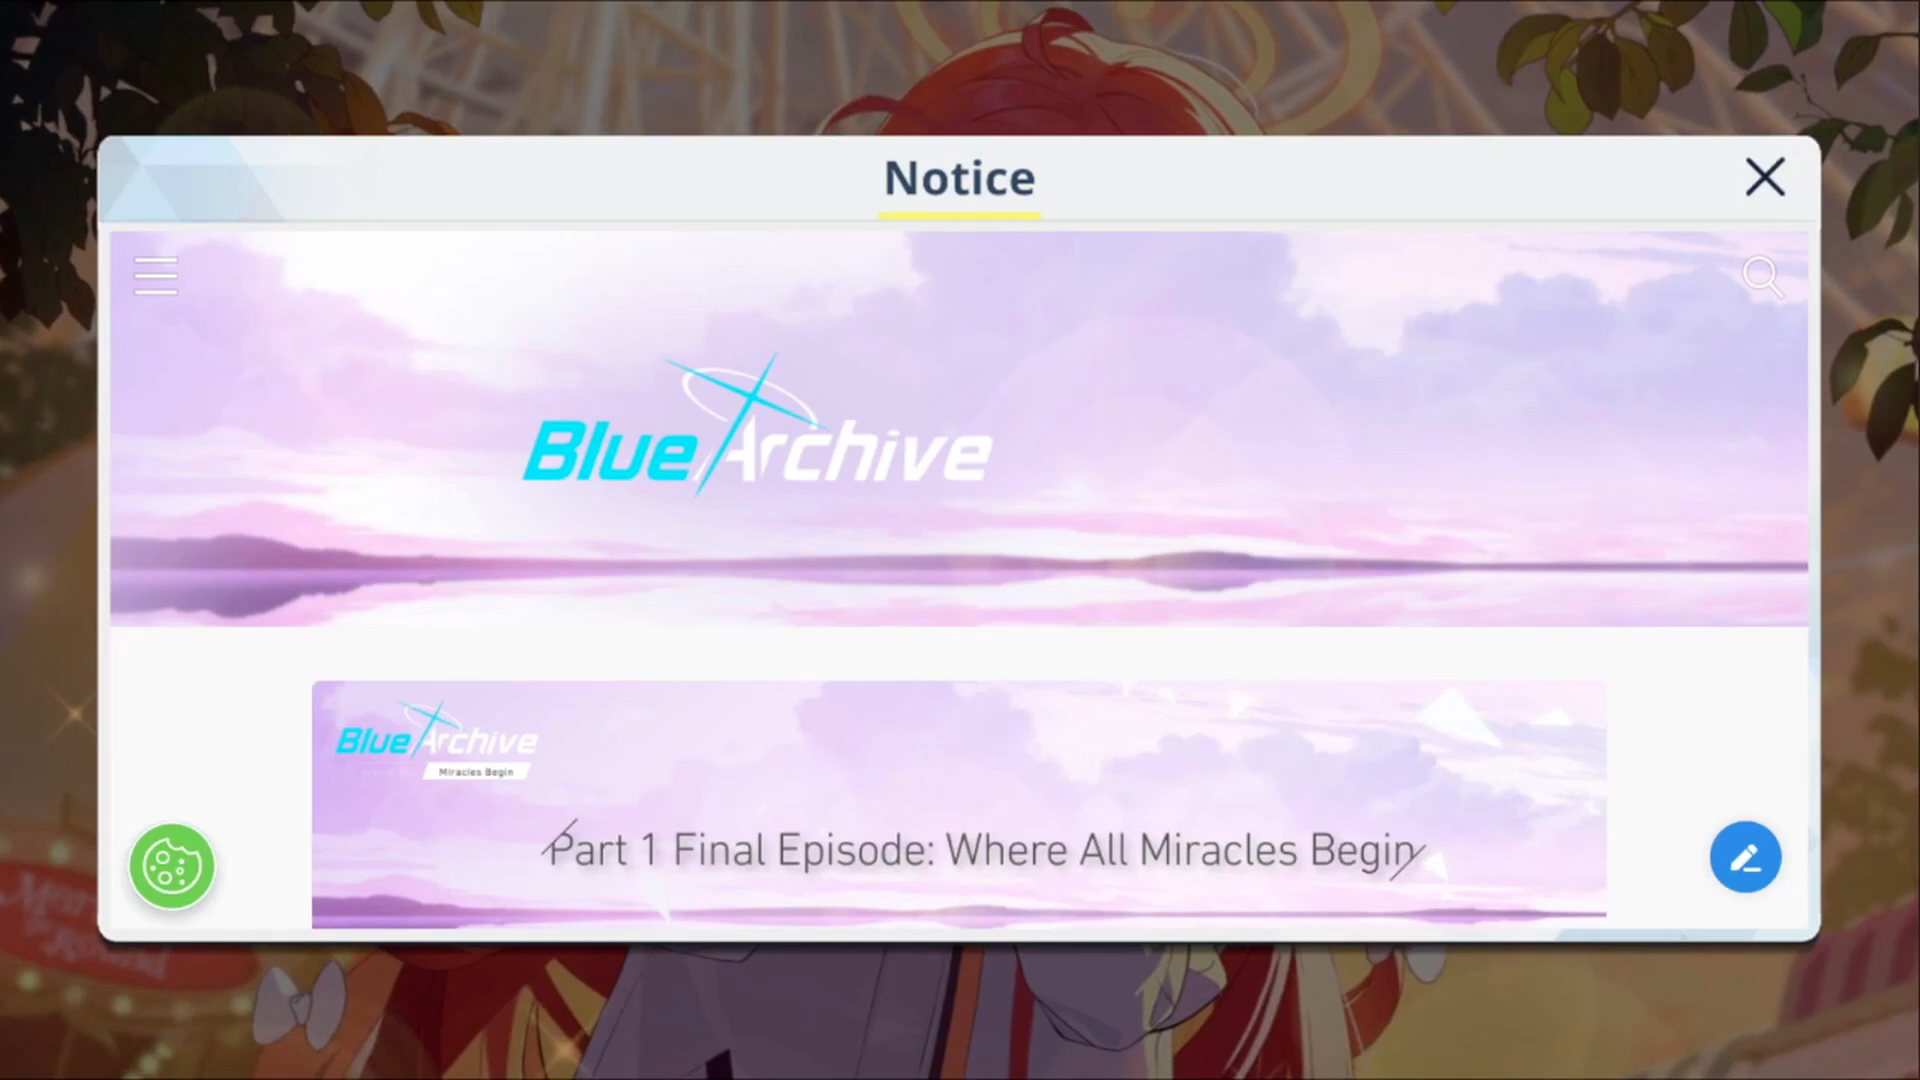 Notice
Blue Archive
Blue Archive
Miracles Begin
Part 1 Final Episode: Where All Miracles Begin